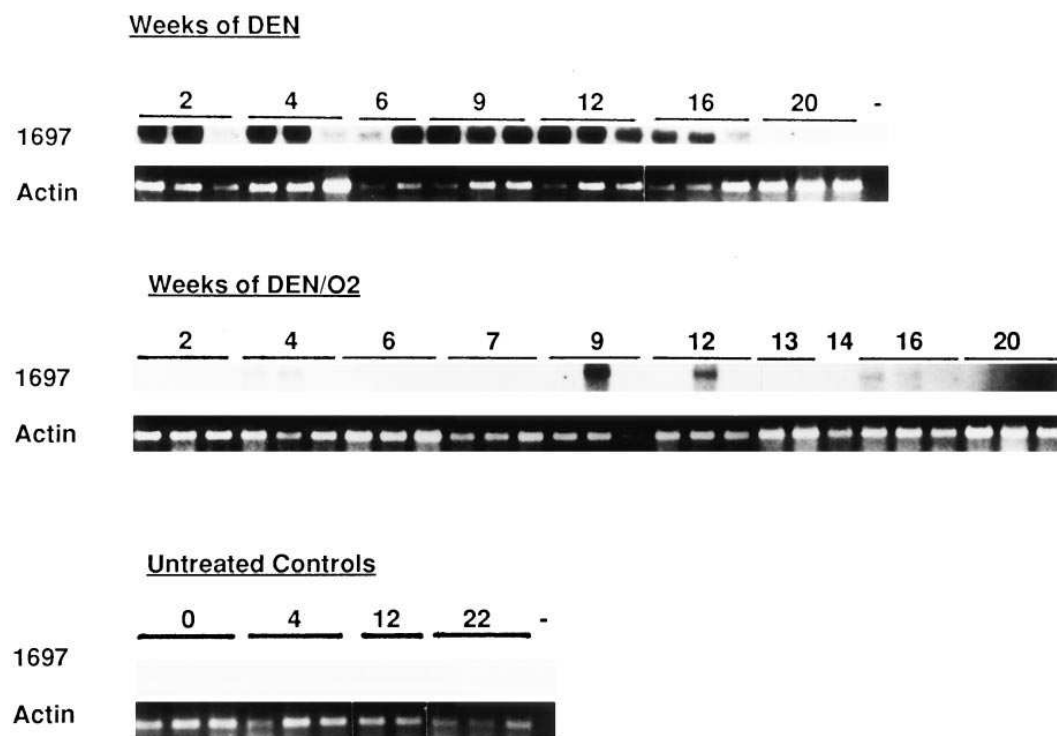 Weeks of DEN
2 4 6 9 12 16 20 -
1697
Actin
Weeks of DEN/O2
2 4 6 7 9 12 13 14 16 20
1697
Actin
Untreated Controls
0 4 12 22 -
1697
Actin